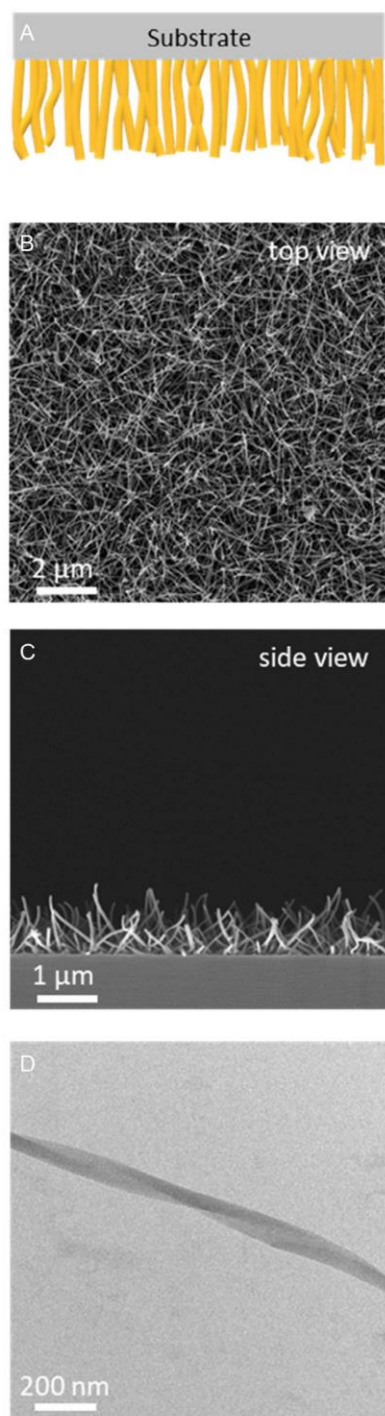 A
Substrate
B
top view
2 μm
C
side view
1 μm
D
200 nm